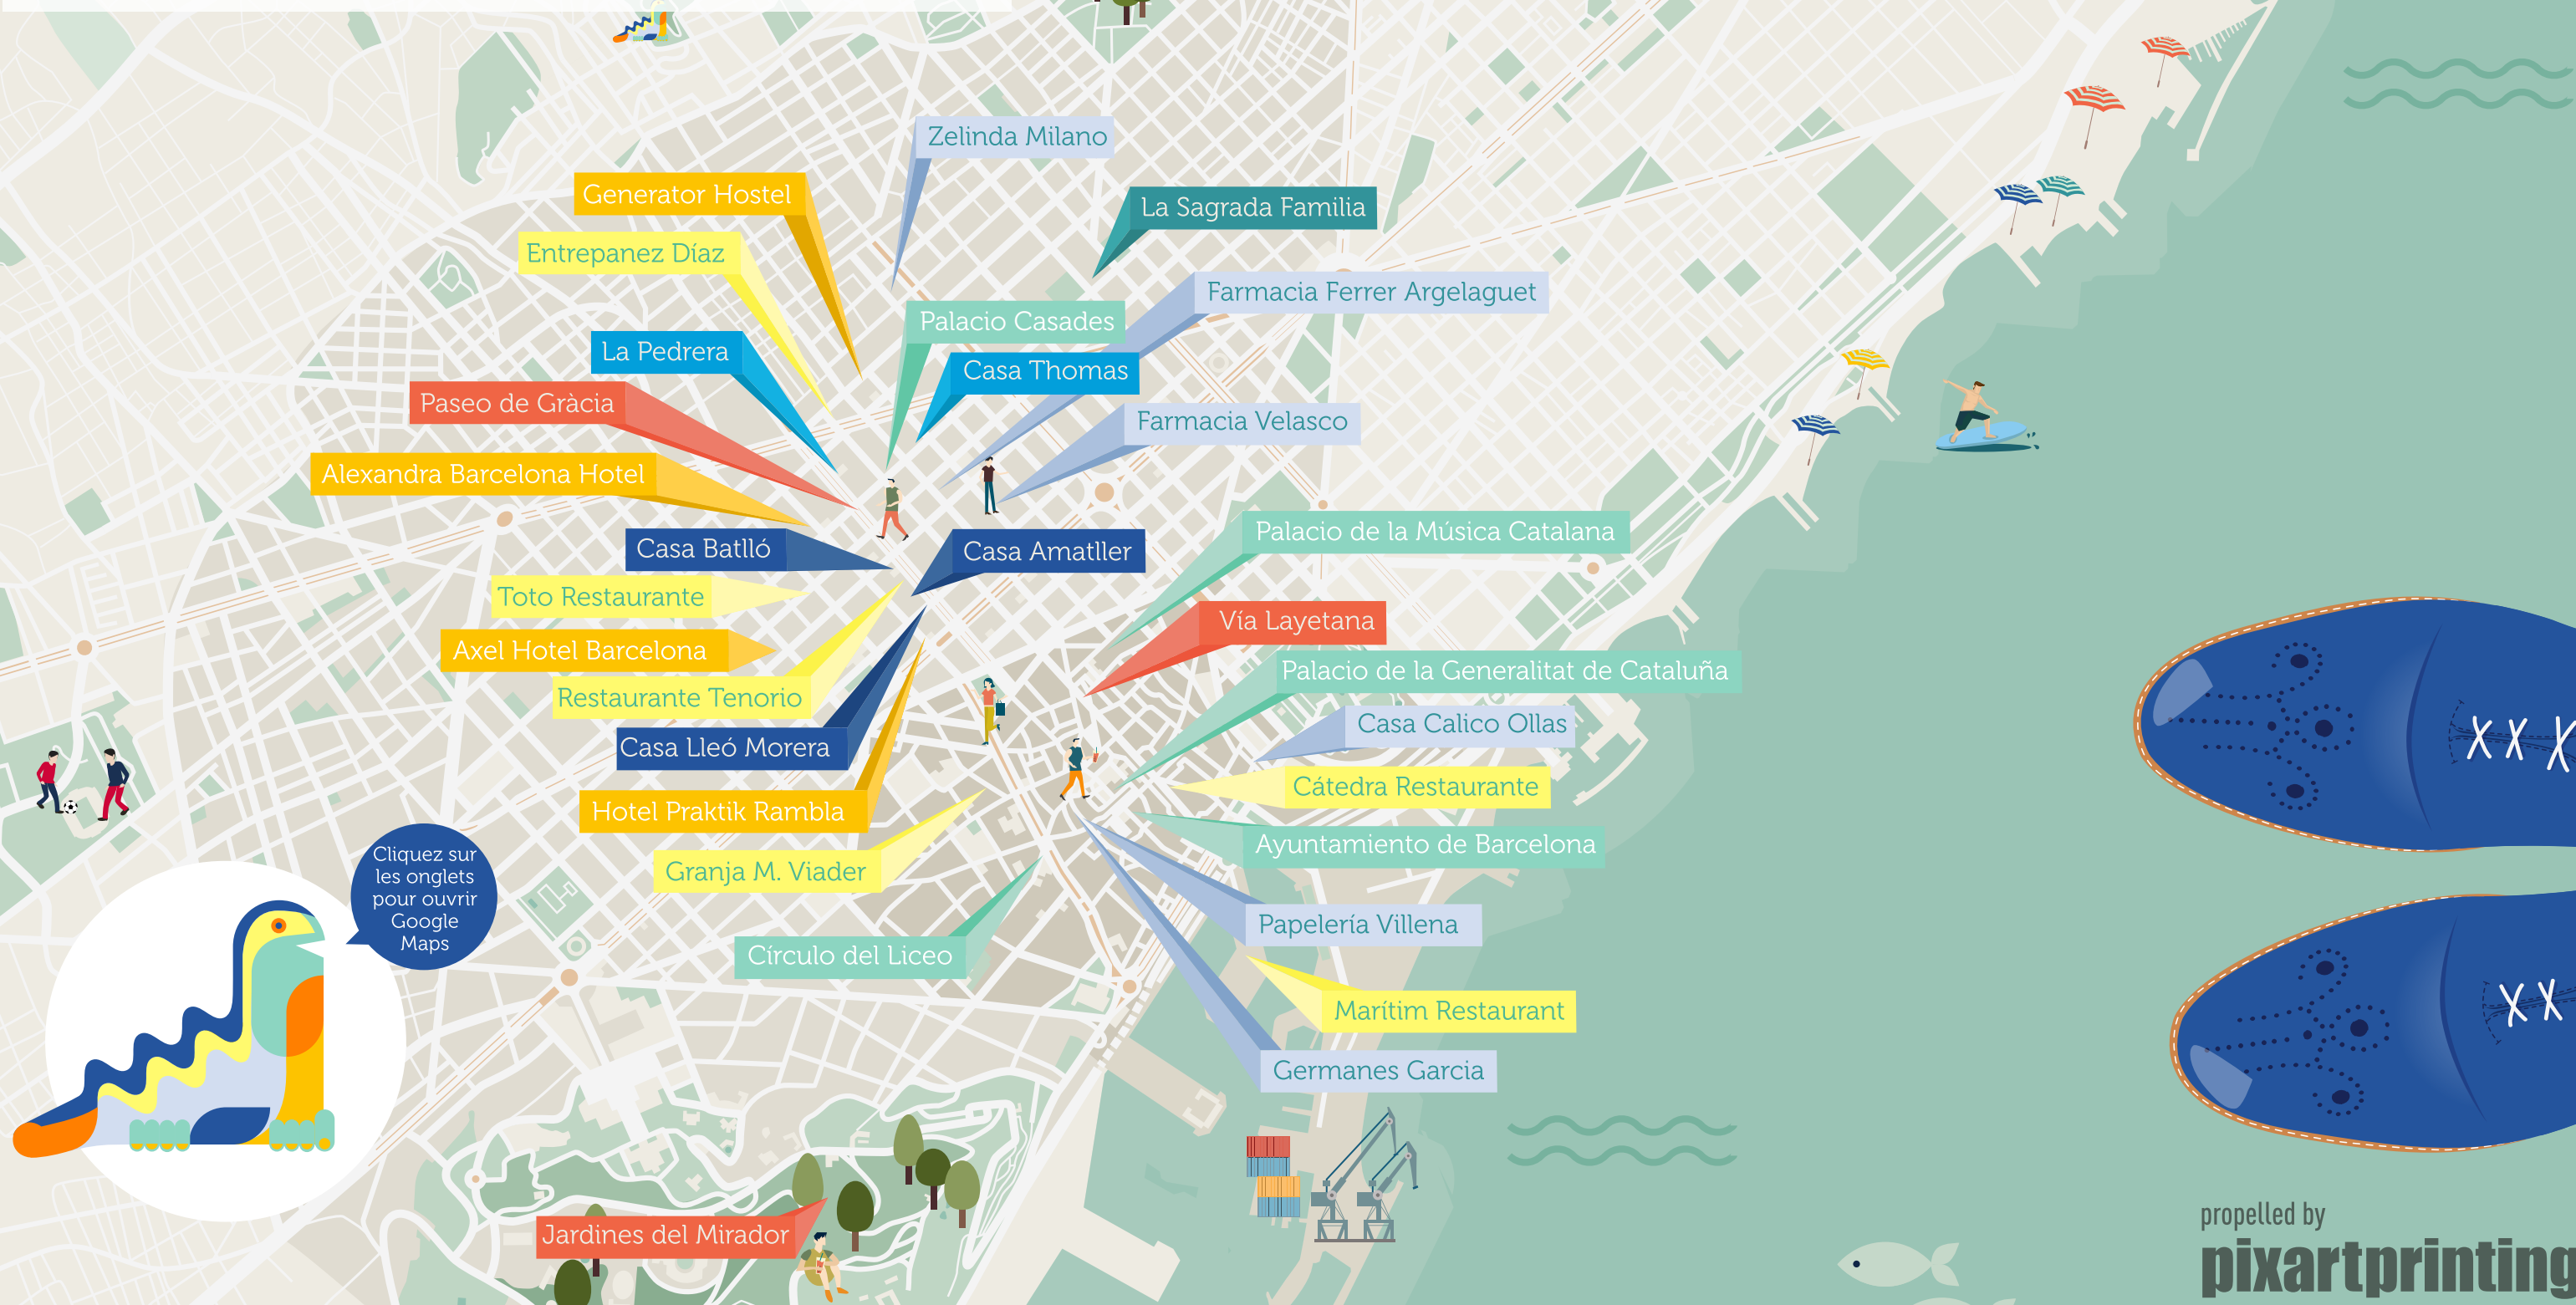 Zelinda Milano
Generator Hostel
La Sagrada Familia
Entrepanez Díaz
Farmacia Ferrer Argelaguet
Palacio Casades
La Pedrera
Casa Thomas
Paseo de Gràcia
Farmacia Velasco
Alexandra Barcelona Hotel
Palacio de la Música Catalana
Casa Batlló
Casa Amatller
Toto Restaurante
Vía Layetana
Axel Hotel Barcelona
Palacio de la Generalitat de Cataluña
Restaurante Tenorio
Casa Calico Ollas
Casa Lleó Morera
Cátedra Restaurante
Hotel Praktik Rambla
Ayuntamiento de Barcelona
Granja M. Viader
Cliquez sur
les onglets
pour ouvrir
Google
Maps
Papelería Villena
Círculo del Liceo
Marítim Restaurant
Germanes Garcia
Jardines del Mirador
propelled by
pixartprinting